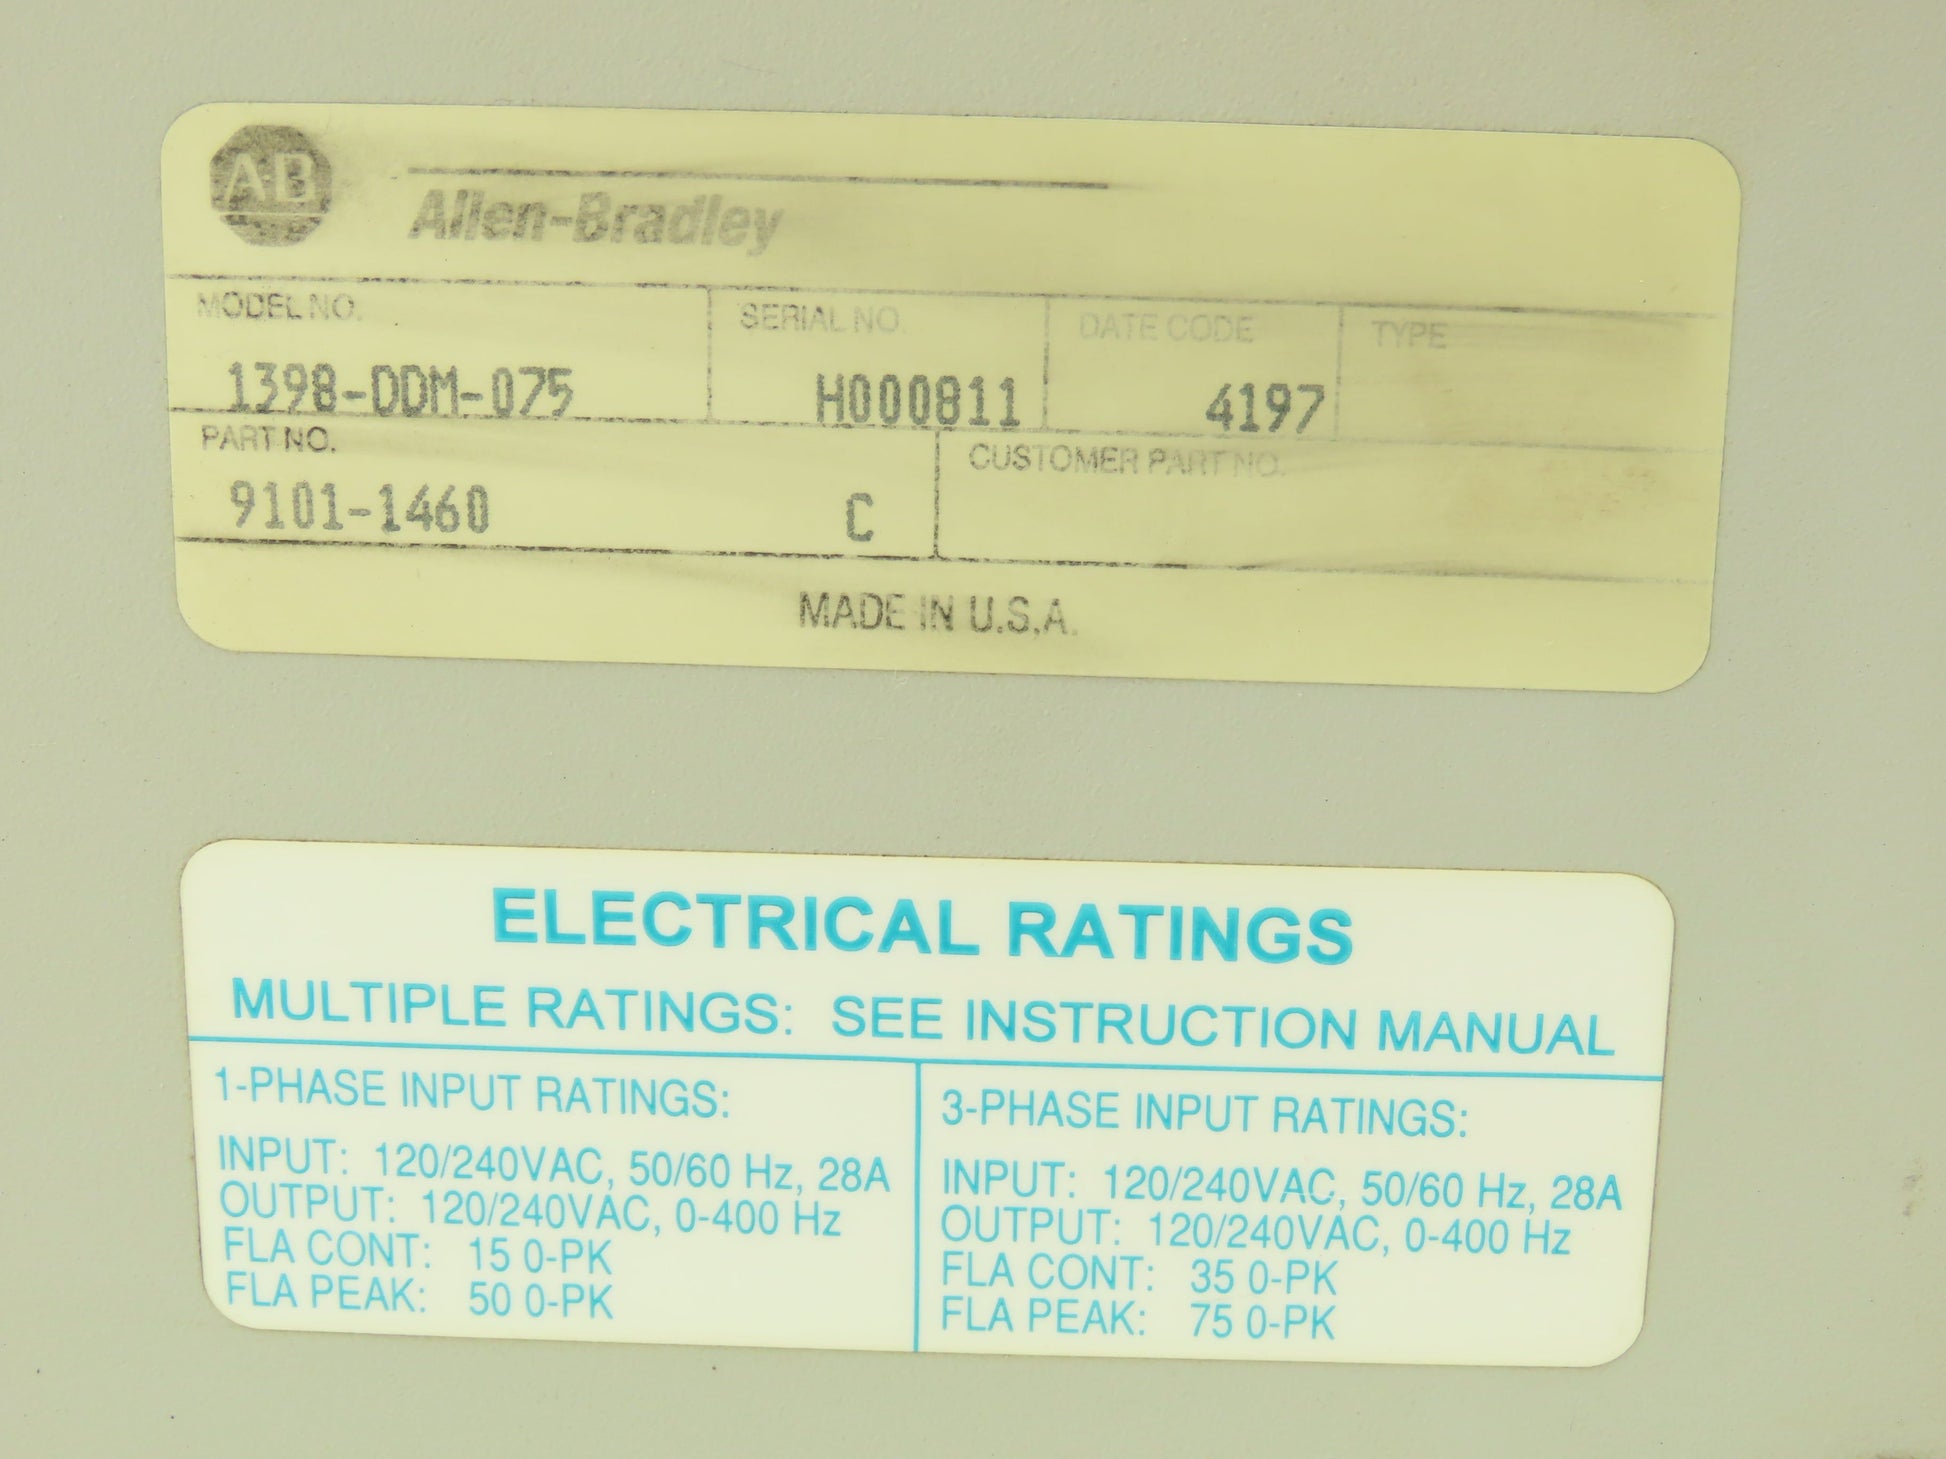 AB
Allen-Bradley
MODEL NO. SERIAL NO. DATE CODE TYPE
1398-DDM-075 H000811 4197
PART NO. CUSTOMER PART NO.
9101-1460 C
MADE IN U.S.A.
ELECTRICAL RATINGS
MULTIPLE RATINGS: SEE INSTRUCTION MANUAL
1-PHASE INPUT RATINGS:
INPUT: 120/240VAC, 50/60 Hz, 28A
OUTPUT: 120/240VAC, 0-400 Hz
FLA CONT: 15 0-PK
FLA PEAK: 50 0-PK
3-PHASE INPUT RATINGS:
INPUT: 120/240VAC, 50/60 Hz, 28A
OUTPUT: 120/240VAC, 0-400 Hz
FLA CONT: 35 0-PK
FLA PEAK: 75 0-PK